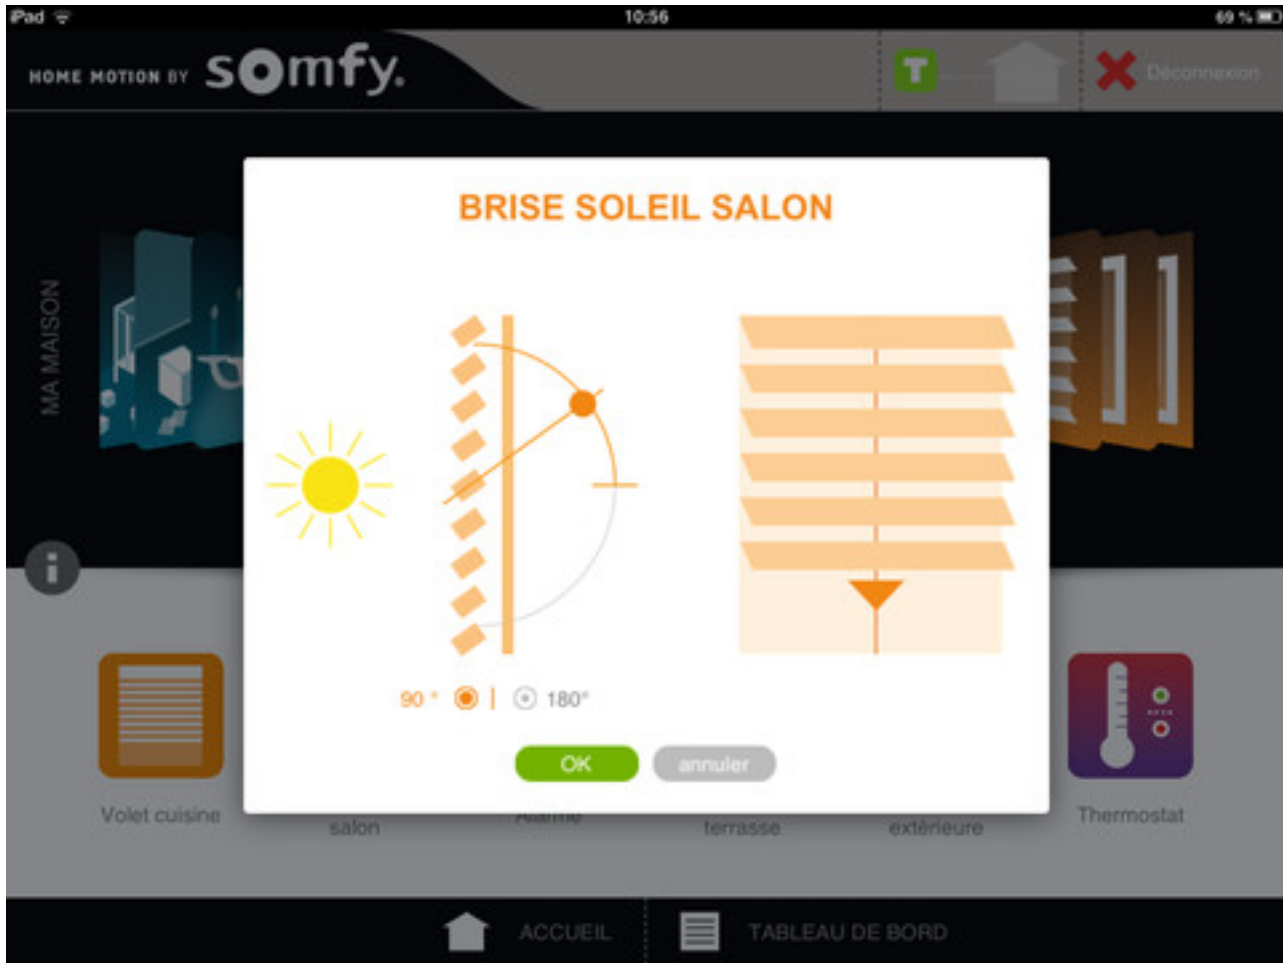 iPad
10:56
69 %
HOME MOTION BY somfy.
T
Déconnexion
MA MAISON
BRISE SOLEIL SALON
i
90 °
180°
OK
annuler
Volet cuisine
salon
Alarme
terrasse
extérieure
Thermostat
ACCUEIL
TABLEAU DE BORD